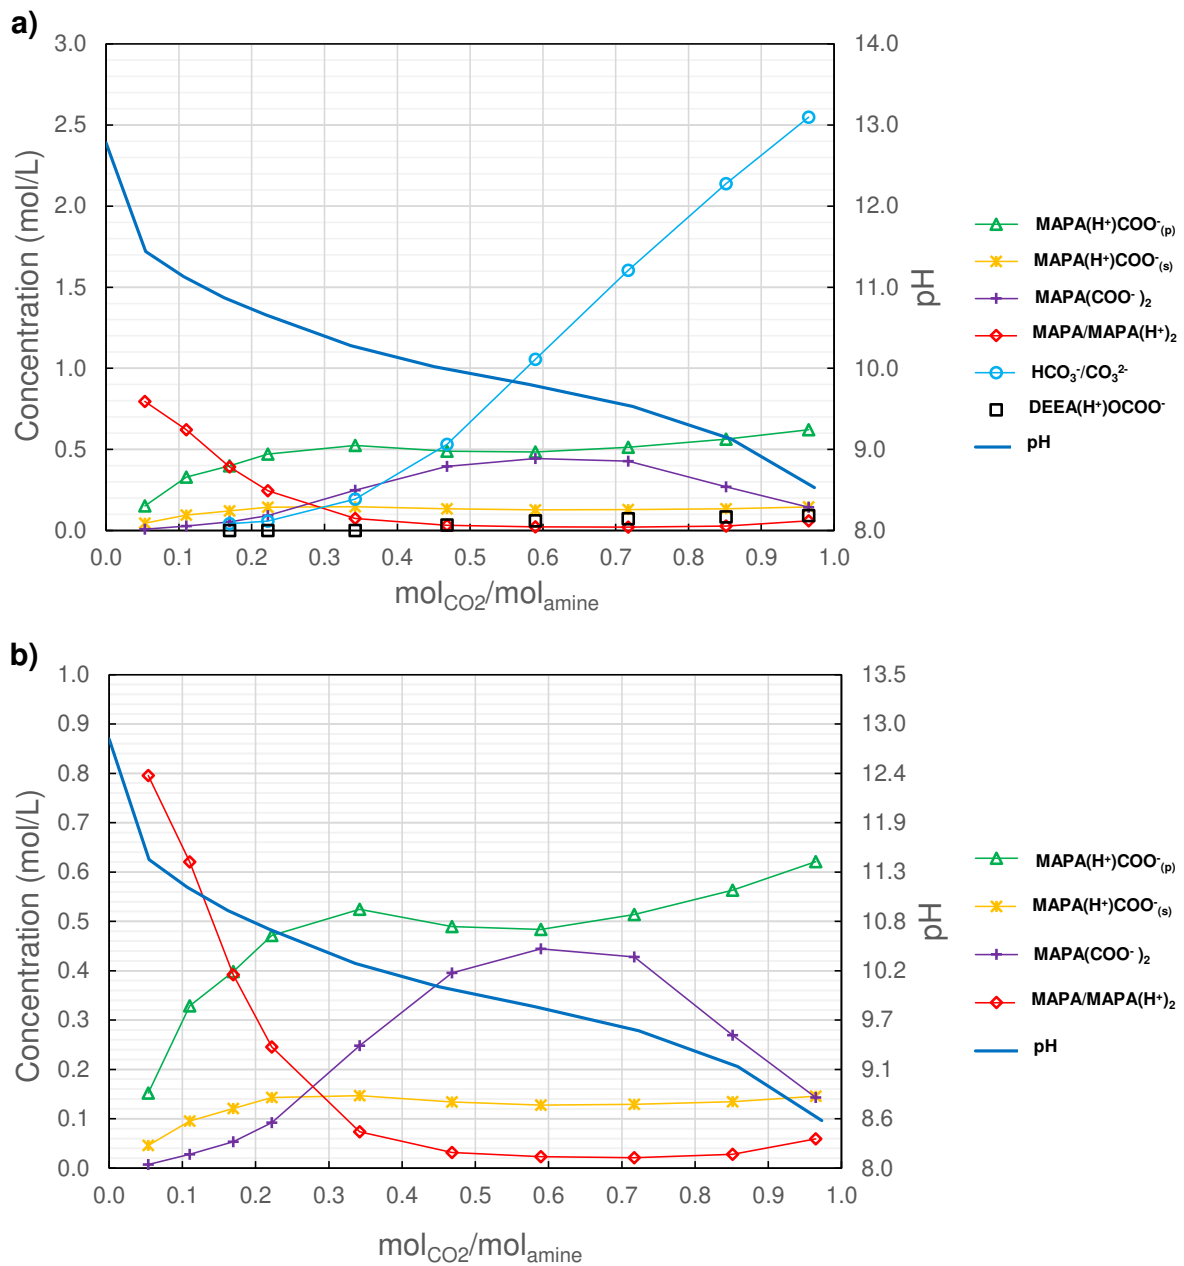 a)
3.0
2.5
2.0
1.5
1.0
0.5
0.0
Concentration (mol/L)
14.0
13.0
12.0
11.0
10.0
9.0
8.0
pH
0.0 0.1 0.2 0.3 0.4 0.5 0.6 0.7 0.8 0.9 1.0
mol_CO2/mol_amine
MAPA(H⁺)COO⁻(p)
MAPA(H⁺)COO⁻(s)
MAPA(COO⁻ )₂
MAPA/MAPA(H⁺)₂
HCO₃⁻/CO₃²⁻
DEEA(H⁺)OCOO⁻
pH
b)
1.0
0.9
0.8
0.7
0.6
0.5
0.4
0.3
0.2
0.1
0.0
Concentration (mol/L)
13.5
13.0
12.4
11.9
11.3
10.8
10.2
9.7
9.1
8.6
8.0
pH
0.0 0.1 0.2 0.3 0.4 0.5 0.6 0.7 0.8 0.9 1.0
mol_CO2/mol_amine
MAPA(H⁺)COO⁻(p)
MAPA(H⁺)COO⁻(s)
MAPA(COO⁻ )₂
MAPA/MAPA(H⁺)₂
pH